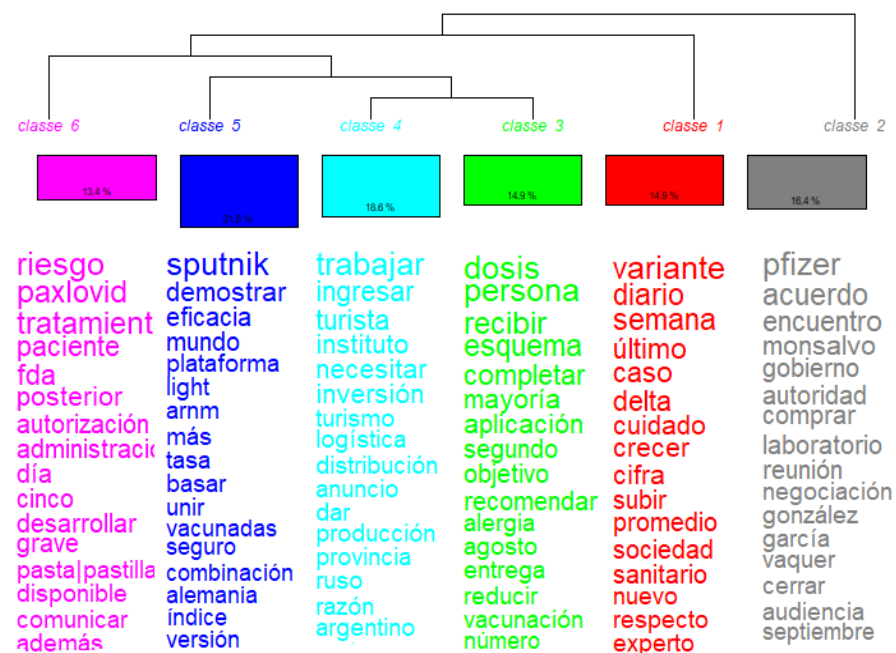 classe 6
classe 5
classe 4
classe 3
classe 1
classe 2
13.4 %
21.8 %
18.6 %
14.9 %
14.9 %
16.4 %
riesgo
paxlovid
tratamient
paciente
fda
posterior
autorización
administracic
día
cinco
desarrollar
grave
pasta|pastilla
disponible
comunicar
además
sputnik
demostrar
eficacia
mundo
plataforma
light
arnm
más
tasa
basar
unir
vacunadas
seguro
combinación
alemania
índice
versión
trabajar
ingresar
turista
instituto
necesitar
inversión
turismo
logística
distribución
anuncio
dar
producción
provincia
ruso
razón
argentino
dosis
persona
recibir
esquema
completar
mayoría
aplicación
segundo
objetivo
recomendar
alergia
agosto
entrega
reducir
vacunación
número
variante
diario
semana
último
caso
delta
cuidado
crecer
cifra
subir
promedio
sociedad
sanitario
nuevo
respecto
experto
pfizer
acuerdo
encuentro
monsalvo
gobierno
autoridad
comprar
laboratorio
reunión
negociación
gonzález
garcía
vaquer
cerrar
audiencia
septiembre